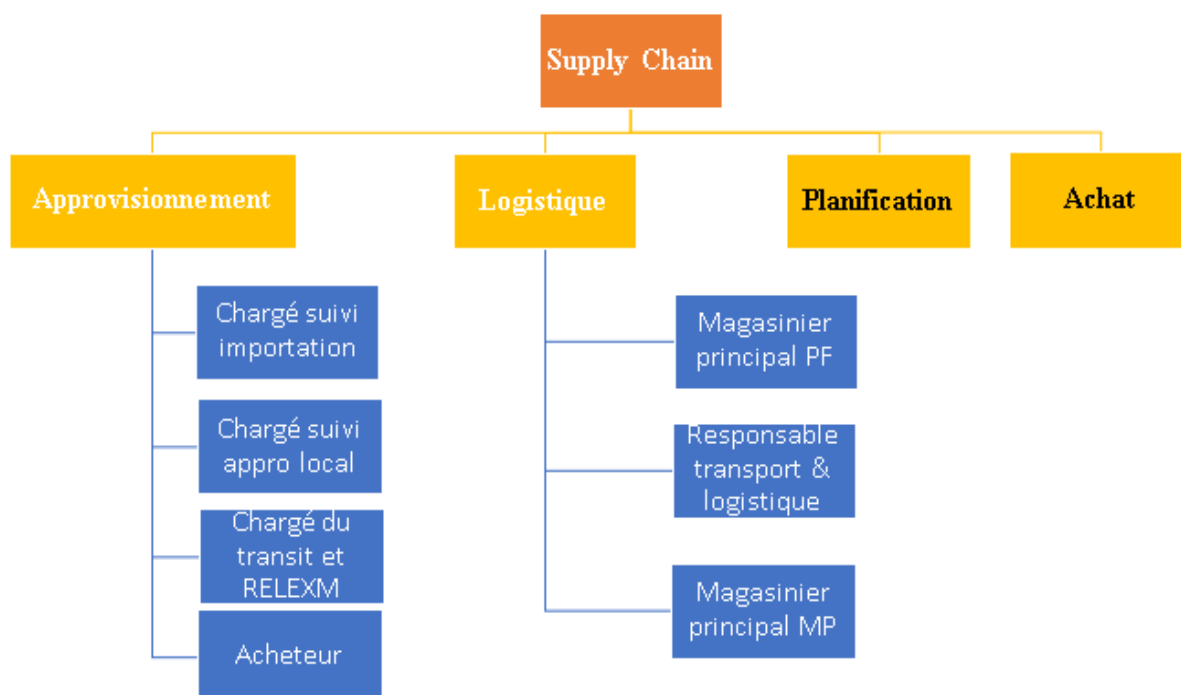 Supply Chain
Approvisionnement
Logistique
Planification
Achat
Chargé suivi
importation
Chargé suivi
appro local
Chargé du
transit et
RELEXM
Acheteur
Magasinier
principal PF
Responsable
transport &
logistique
Magasinier
principal MP